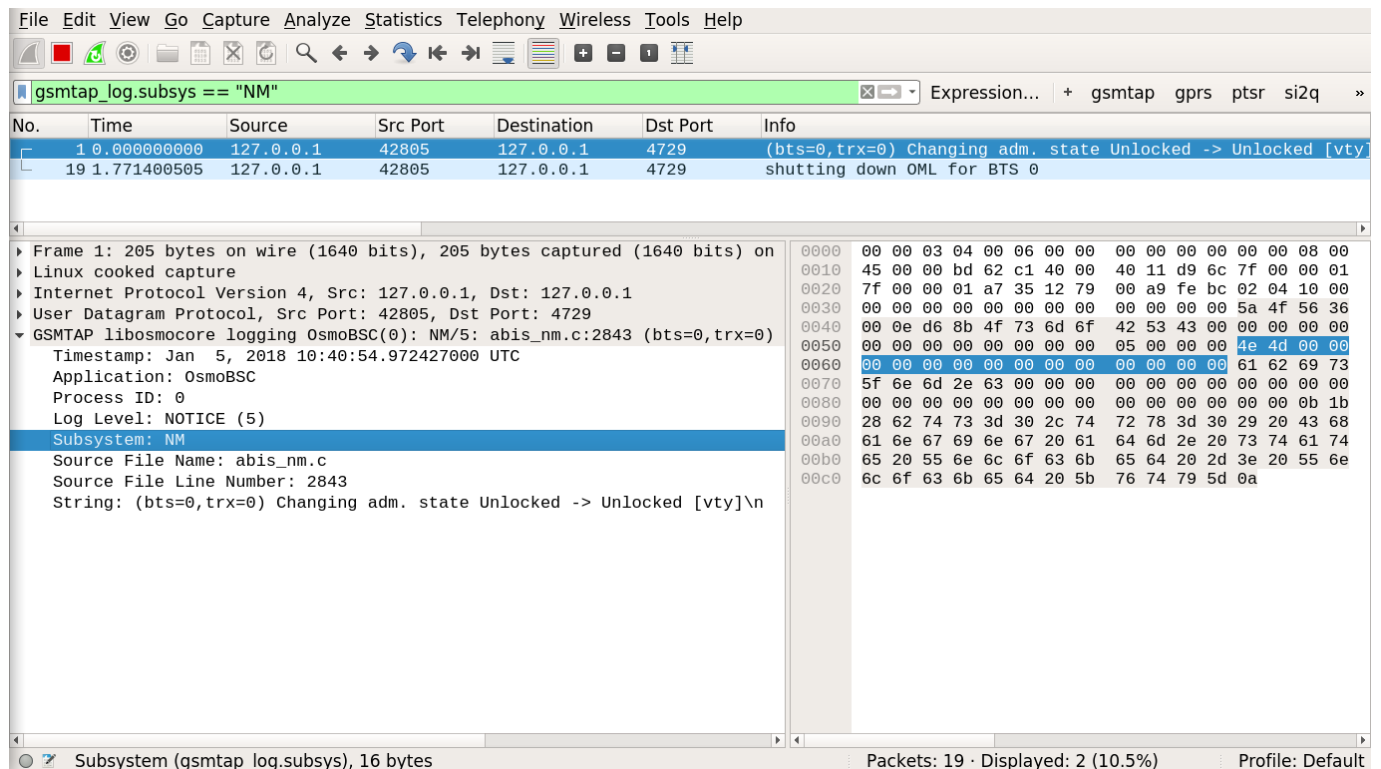 File Edit View Go Capture Analyze Statistics Telephony Wireless Tools Help
gsmtap_log.subsys == "NM" Expression... + gsmtap gprs ptsr si2q »
No. Time Source Src Port Destination Dst Port Info
1 0.000000000 127.0.0.1 42805 127.0.0.1 4729 (bts=0,trx=0) Changing adm. state Unlocked -> Unlocked [vty]
19 1.771400505 127.0.0.1 42805 127.0.0.1 4729 shutting down OML for BTS 0
Frame 1: 205 bytes on wire (1640 bits), 205 bytes captured (1640 bits) on
Linux cooked capture
Internet Protocol Version 4, Src: 127.0.0.1, Dst: 127.0.0.1
User Datagram Protocol, Src Port: 42805, Dst Port: 4729
GSMTAP libosmocore logging OsmoBSC(0): NM/5: abis_nm.c:2843 (bts=0,trx=0)
Timestamp: Jan  5, 2018 10:40:54.972427000 UTC
Application: OsmoBSC
Process ID: 0
Log Level: NOTICE (5)
Subsystem: NM
Source File Name: abis_nm.c
Source File Line Number: 2843
String: (bts=0,trx=0) Changing adm. state Unlocked -> Unlocked [vty]\n
0000 00 00 03 04 00 06 00 00 00 00 00 00 00 00 08 00
0010 45 00 00 bd 62 c1 40 00 40 11 d9 6c 7f 00 00 01
0020 7f 00 00 01 a7 35 12 79 00 a9 fe bc 02 04 10 00
0030 00 00 00 00 00 00 00 00 00 00 00 00 5a 4f 56 36
0040 00 0e d6 8b 4f 73 6d 6f 42 53 43 00 00 00 00 00
0050 00 00 00 00 00 00 00 00 05 00 00 00 4e 4d 00 00
0060 00 00 00 00 00 00 00 00 00 00 00 00 61 62 69 73
0070 5f 6e 6d 2e 63 00 00 00 00 00 00 00 00 00 00 00
0080 00 00 00 00 00 00 00 00 00 00 00 00 00 00 0b 1b
0090 28 62 74 73 3d 30 2c 74 72 78 3d 30 29 20 43 68
00a0 61 6e 67 69 6e 67 20 61 64 6d 2e 20 73 74 61 74
00b0 65 20 55 6e 6c 6f 63 6b 65 64 20 2d 3e 20 55 6e
00c0 6c 6f 63 6b 65 64 20 5b 76 74 79 5d 0a
Subsystem (gsmtap_log.subsys), 16 bytes Packets: 19 · Displayed: 2 (10.5%) Profile: Default